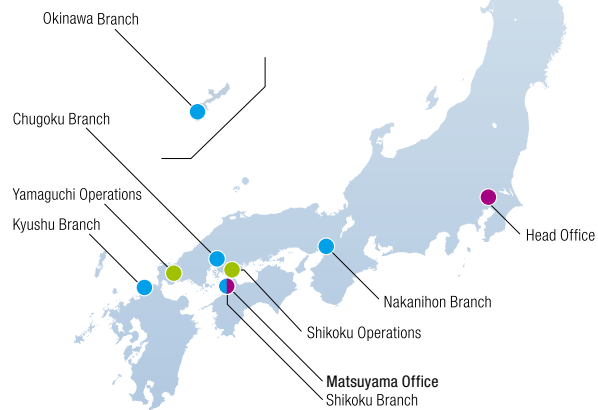 Okinawa Branch
Chugoku Branch
Yamaguchi Operations
Kyushu Branch
Head Office
Nakanihon Branch
Shikoku Operations
Matsuyama Office
Shikoku Branch